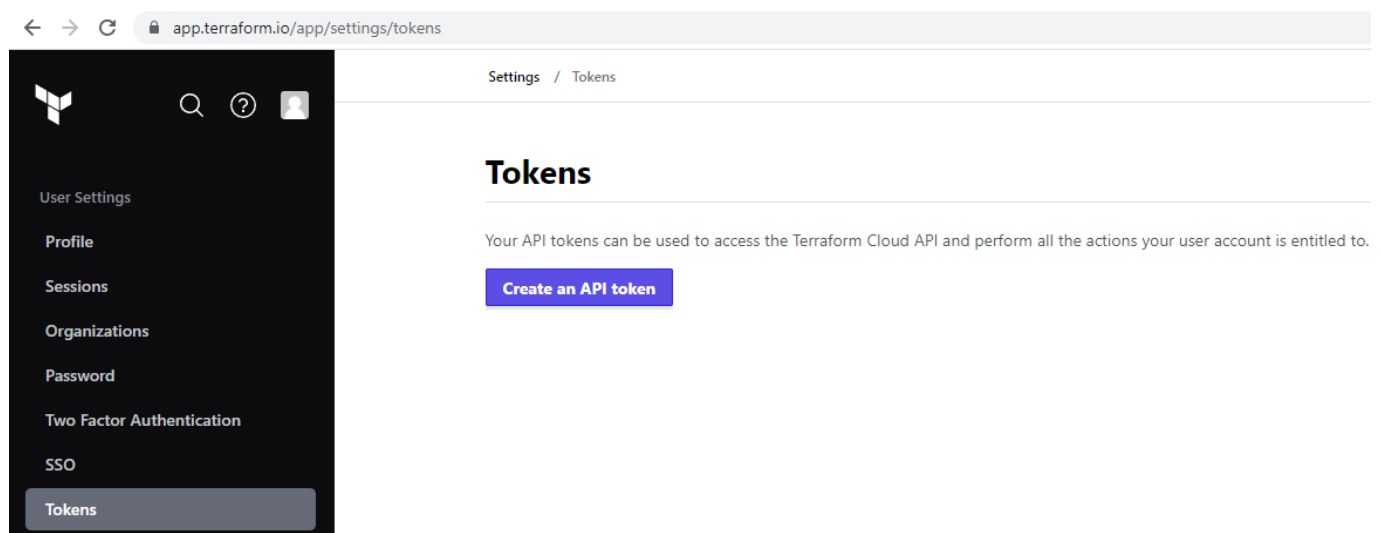 app.terraform.io/app/settings/tokens
Settings / Tokens
User Settings
Profile
Sessions
Organizations
Password
Two Factor Authentication
SSO
Tokens
Tokens
Your API tokens can be used to access the Terraform Cloud API and perform all the actions your user account is entitled to.
Create an API token